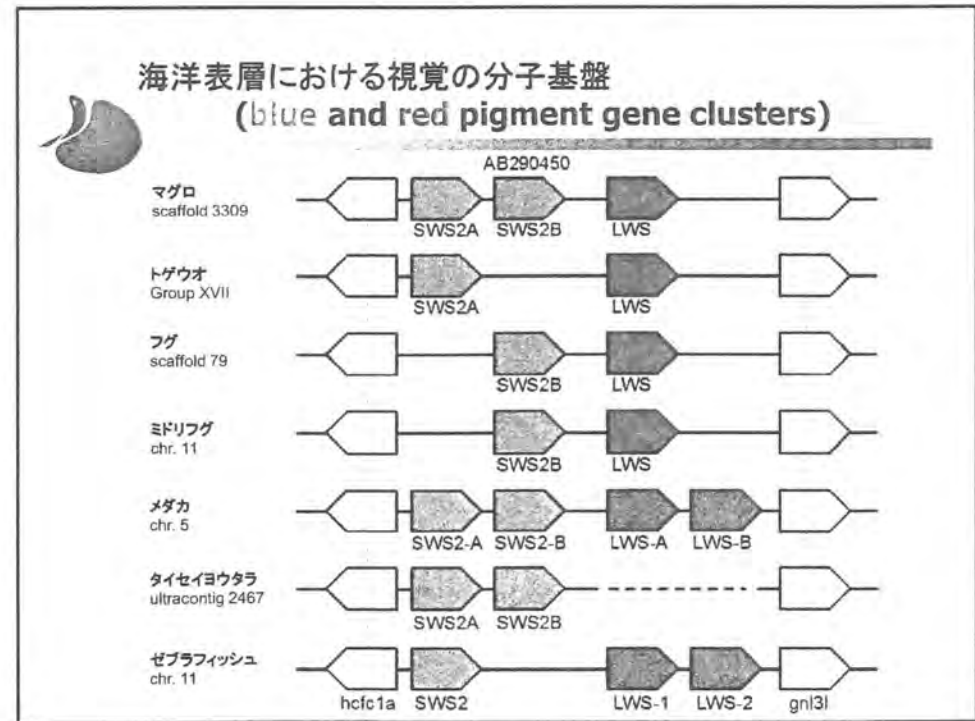 海洋表層における視覚の分子基盤
(blue and red pigment gene clusters)
AB290450
マグロ
scaffold 3309
SWS2A SWS2B LWS
トゲウオ
Group XVII
SWS2A LWS
フグ
scaffold 79
SWS2B LWS
ミドリフグ
chr. 11
SWS2B LWS
メダカ
chr. 5
SWS2-A SWS2-B LWS-A LWS-B
タイセイヨウタラ
ultracontig 2467
SWS2A SWS2B
ゼブラフィッシュ
chr. 11
hcfc1a SWS2 LWS-1 LWS-2 gnl3l